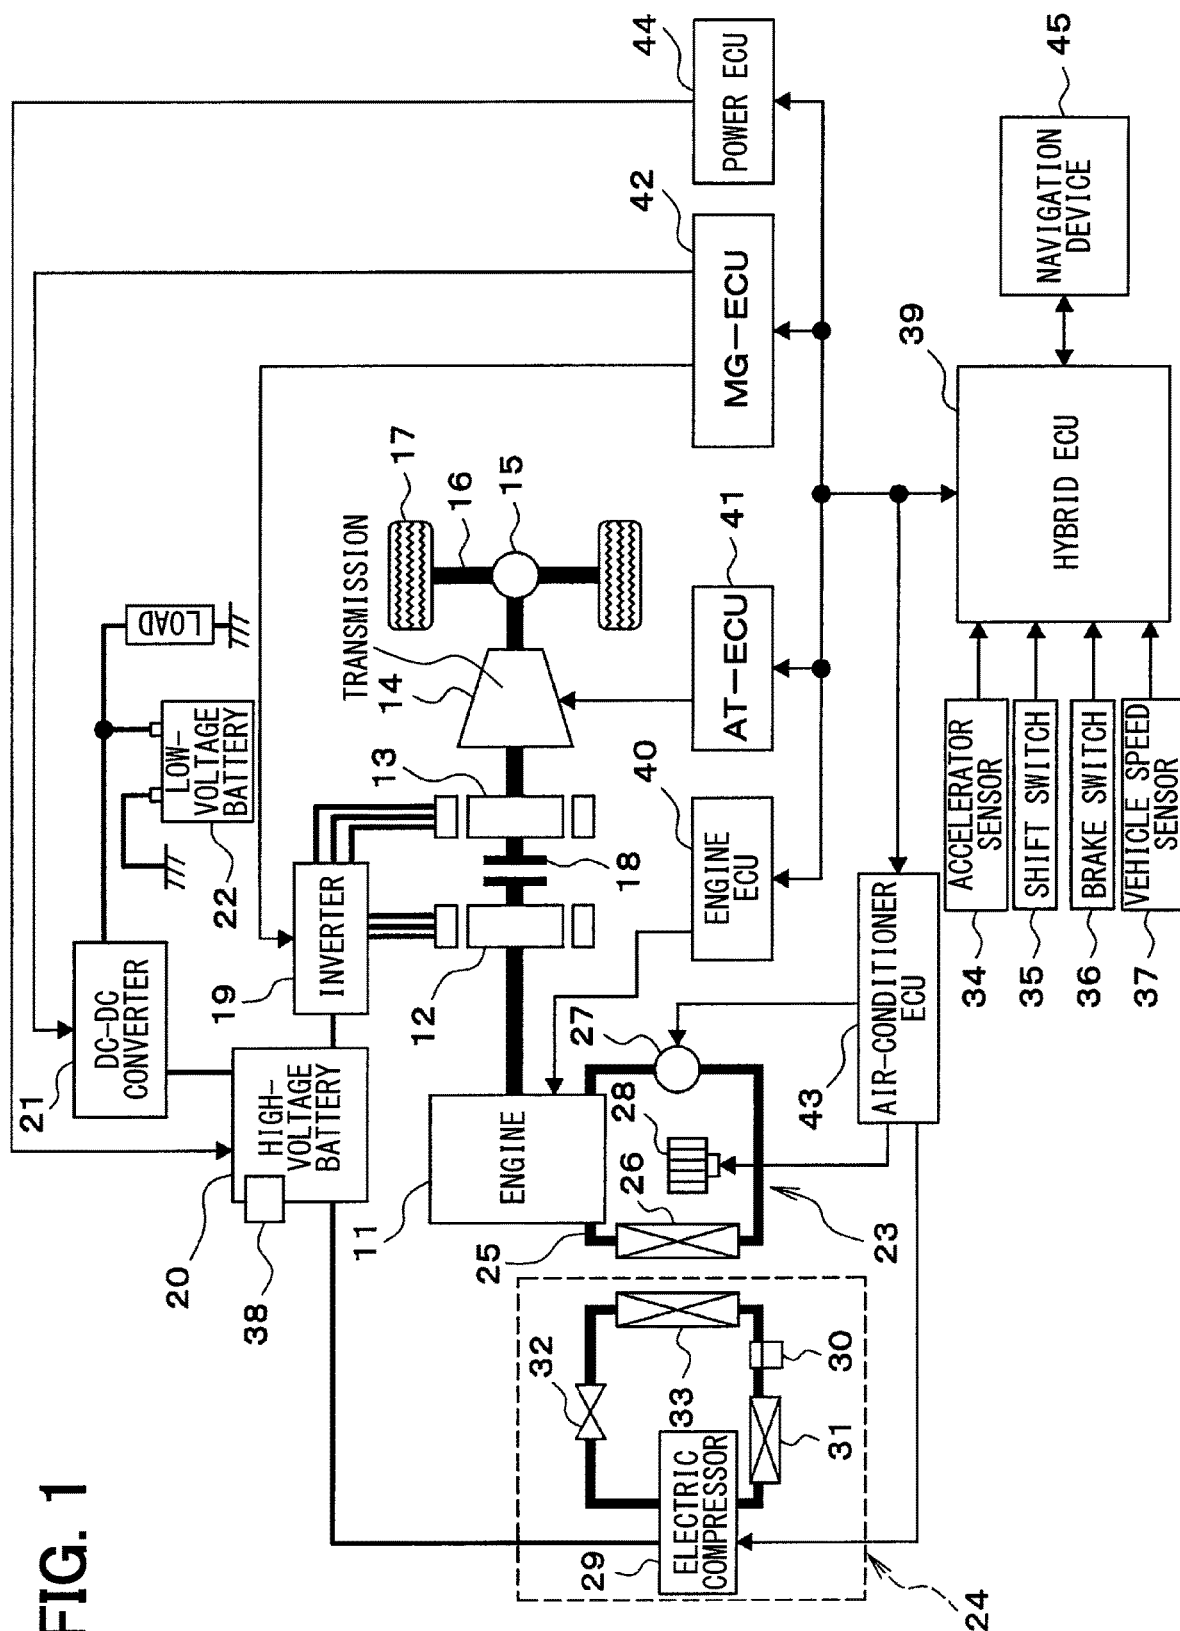 FIG. 1
20
38
HIGH-
VOLTAGE
BATTERY
21
DC-DC
CONVERTER
19
INVERTER
22
LOW-
VOLTAGE
BATTERY
LOAD
11
ENGINE
12
13
18
14
TRANSMISSION
15
16
17
24
29
ELECTRIC
COMPRESSOR
32
33
31
30
25
26
28
27
23
43
AIR-CONDITIONER
ECU
40
ENGINE
ECU
41
AT-ECU
42
MG-ECU
44
POWER ECU
34
ACCELERATOR
SENSOR
35
SHIFT SWITCH
36
BRAKE SWITCH
37
VEHICLE SPEED
SENSOR
39
HYBRID ECU
45
NAVIGATION
DEVICE